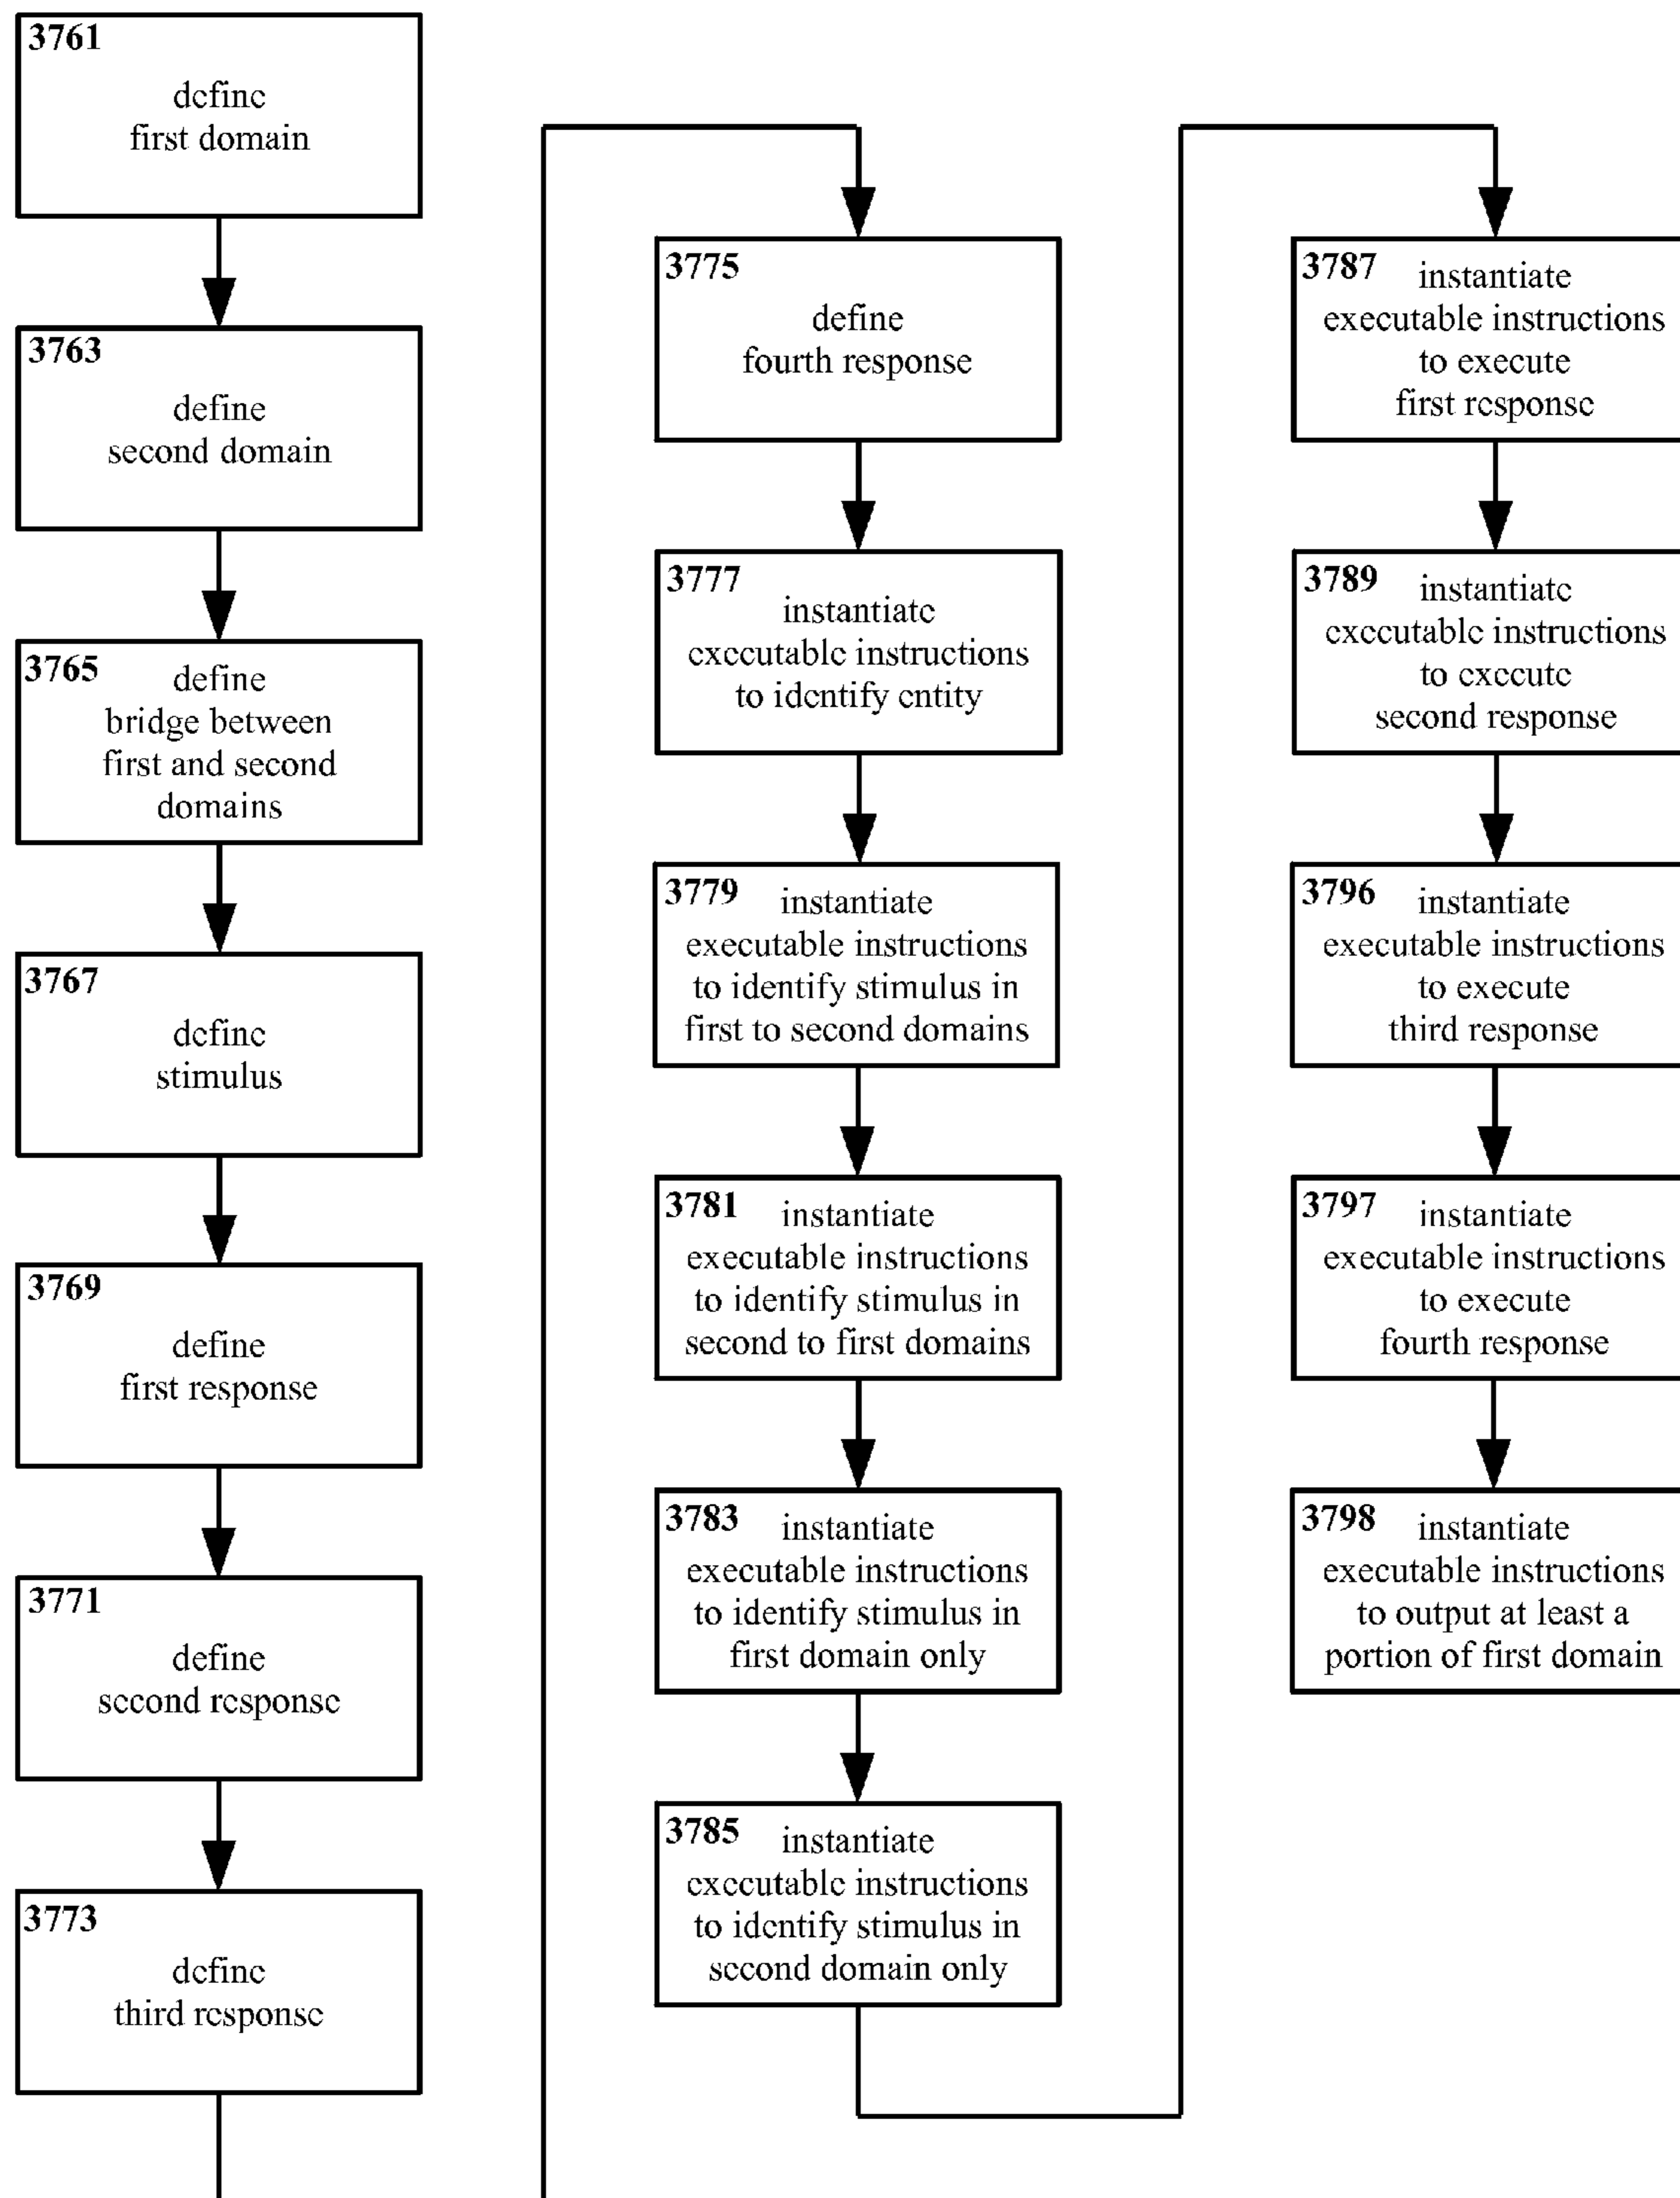 3761
define
first domain
3763
define
second domain
3765
define
bridge between
first and second
domains
3767
define
stimulus
3769
define
first response
3771
define
second response
3773
define
third response
3775
define
fourth response
3777
instantiate
executable instructions
to identify entity
3779
instantiate
executable instructions
to identify stimulus in
first to second domains
3781
instantiate
executable instructions
to identify stimulus in
second to first domains
3783
instantiate
executable instructions
to identify stimulus in
first domain only
3785
instantiate
executable instructions
to identify stimulus in
second domain only
3787
instantiate
executable instructions
to execute
first response
3789
instantiate
executable instructions
to execute
second response
3796
instantiate
executable instructions
to execute
third response
3797
instantiate
executable instructions
to execute
fourth response
3798
instantiate
executable instructions
to output at least a
portion of first domain